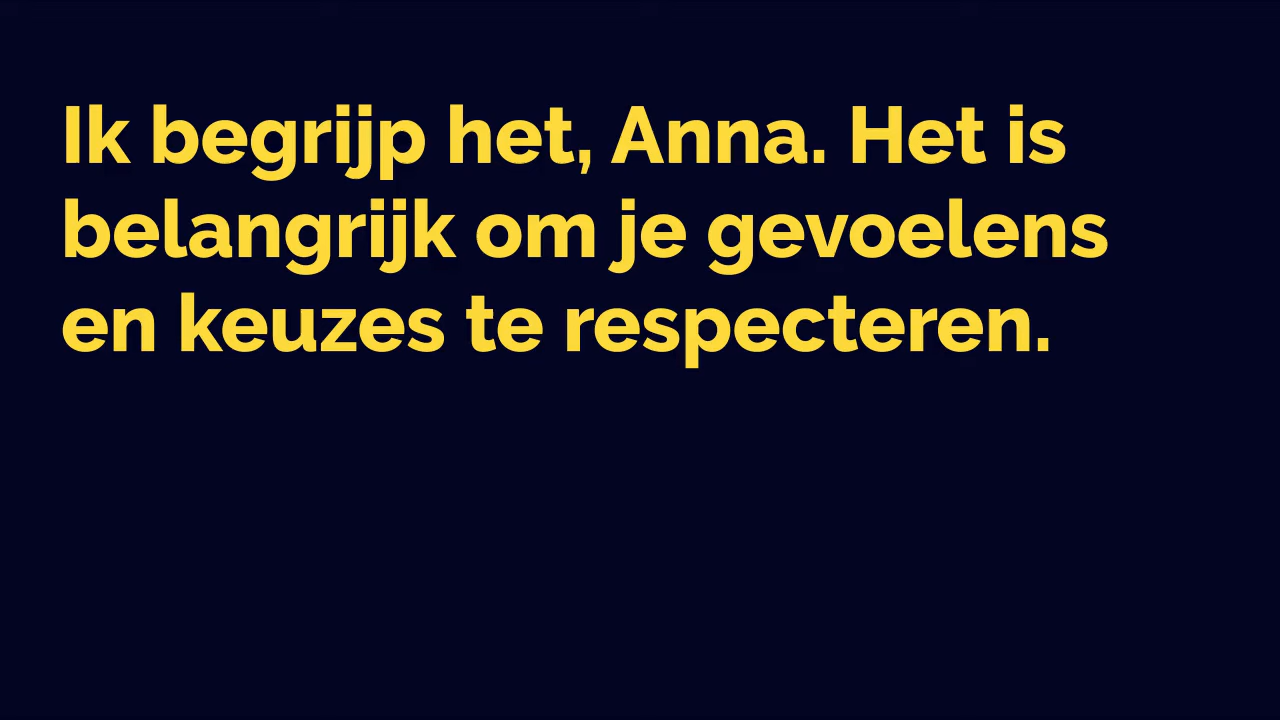 Ik begrijp het, Anna. Het is
belangrijk om je gevoelens
en keuzes te respecteren.